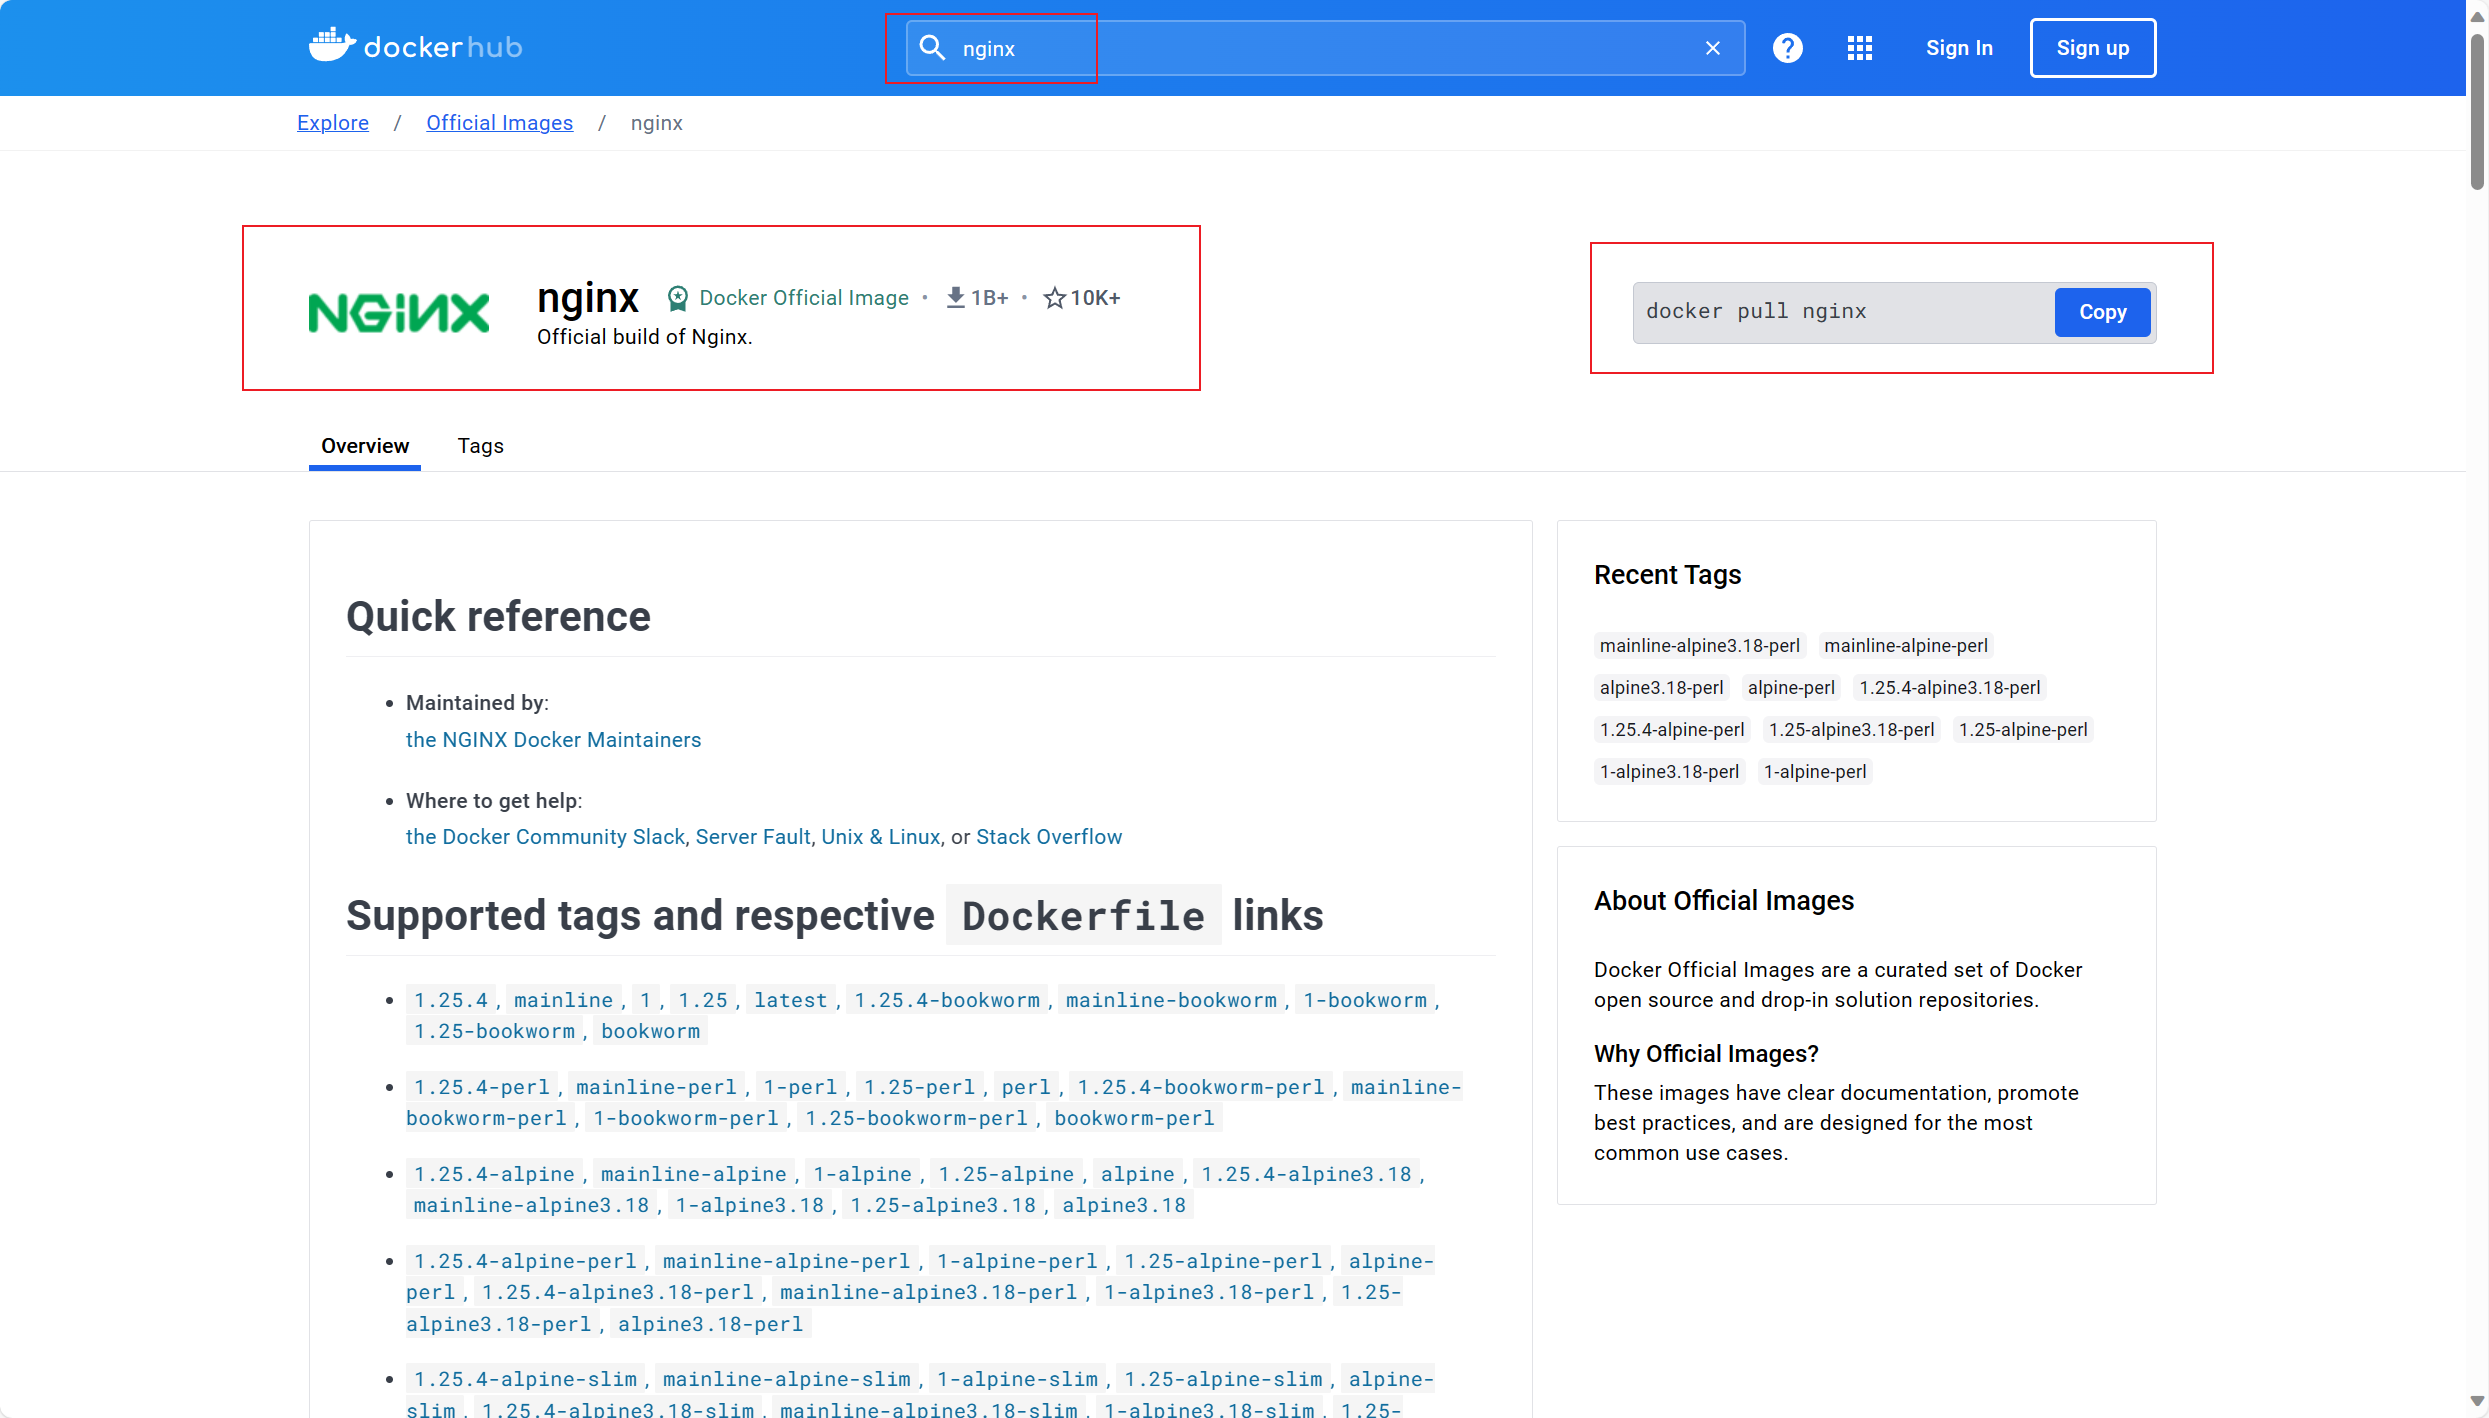 dockerhub
nginx
Sign In
Sign up
Explore / Official Images / nginx
NGINX
nginx Docker Official Image • 1B+ • 10K+
Official build of Nginx.
docker pull nginx
Copy
Overview
Tags
Quick reference
Maintained by:
the NGINX Docker Maintainers
Where to get help:
the Docker Community Slack, Server Fault, Unix & Linux, or Stack Overflow
Supported tags and respective Dockerfile links
1.25.4, mainline, 1, 1.25, latest, 1.25.4-bookworm, mainline-bookworm, 1-bookworm,
1.25-bookworm, bookworm
1.25.4-perl, mainline-perl, 1-perl, 1.25-perl, perl, 1.25.4-bookworm-perl, mainline-
bookworm-perl, 1-bookworm-perl, 1.25-bookworm-perl, bookworm-perl
1.25.4-alpine, mainline-alpine, 1-alpine, 1.25-alpine, alpine, 1.25.4-alpine3.18,
mainline-alpine3.18, 1-alpine3.18, 1.25-alpine3.18, alpine3.18
1.25.4-alpine-perl, mainline-alpine-perl, 1-alpine-perl, 1.25-alpine-perl, alpine-
perl, 1.25.4-alpine3.18-perl, mainline-alpine3.18-perl, 1-alpine3.18-perl, 1.25-
alpine3.18-perl, alpine3.18-perl
1.25.4-alpine-slim, mainline-alpine-slim, 1-alpine-slim, 1.25-alpine-slim, alpine-
slim, 1.25.4-alpine3.18-slim, mainline-alpine3.18-slim, 1-alpine3.18-slim, 1.25-
Recent Tags
mainline-alpine3.18-perl mainline-alpine-perl
alpine3.18-perl alpine-perl 1.25.4-alpine3.18-perl
1.25.4-alpine-perl 1.25-alpine3.18-perl 1.25-alpine-perl
1-alpine3.18-perl 1-alpine-perl
About Official Images
Docker Official Images are a curated set of Docker
open source and drop-in solution repositories.
Why Official Images?
These images have clear documentation, promote
best practices, and are designed for the most
common use cases.